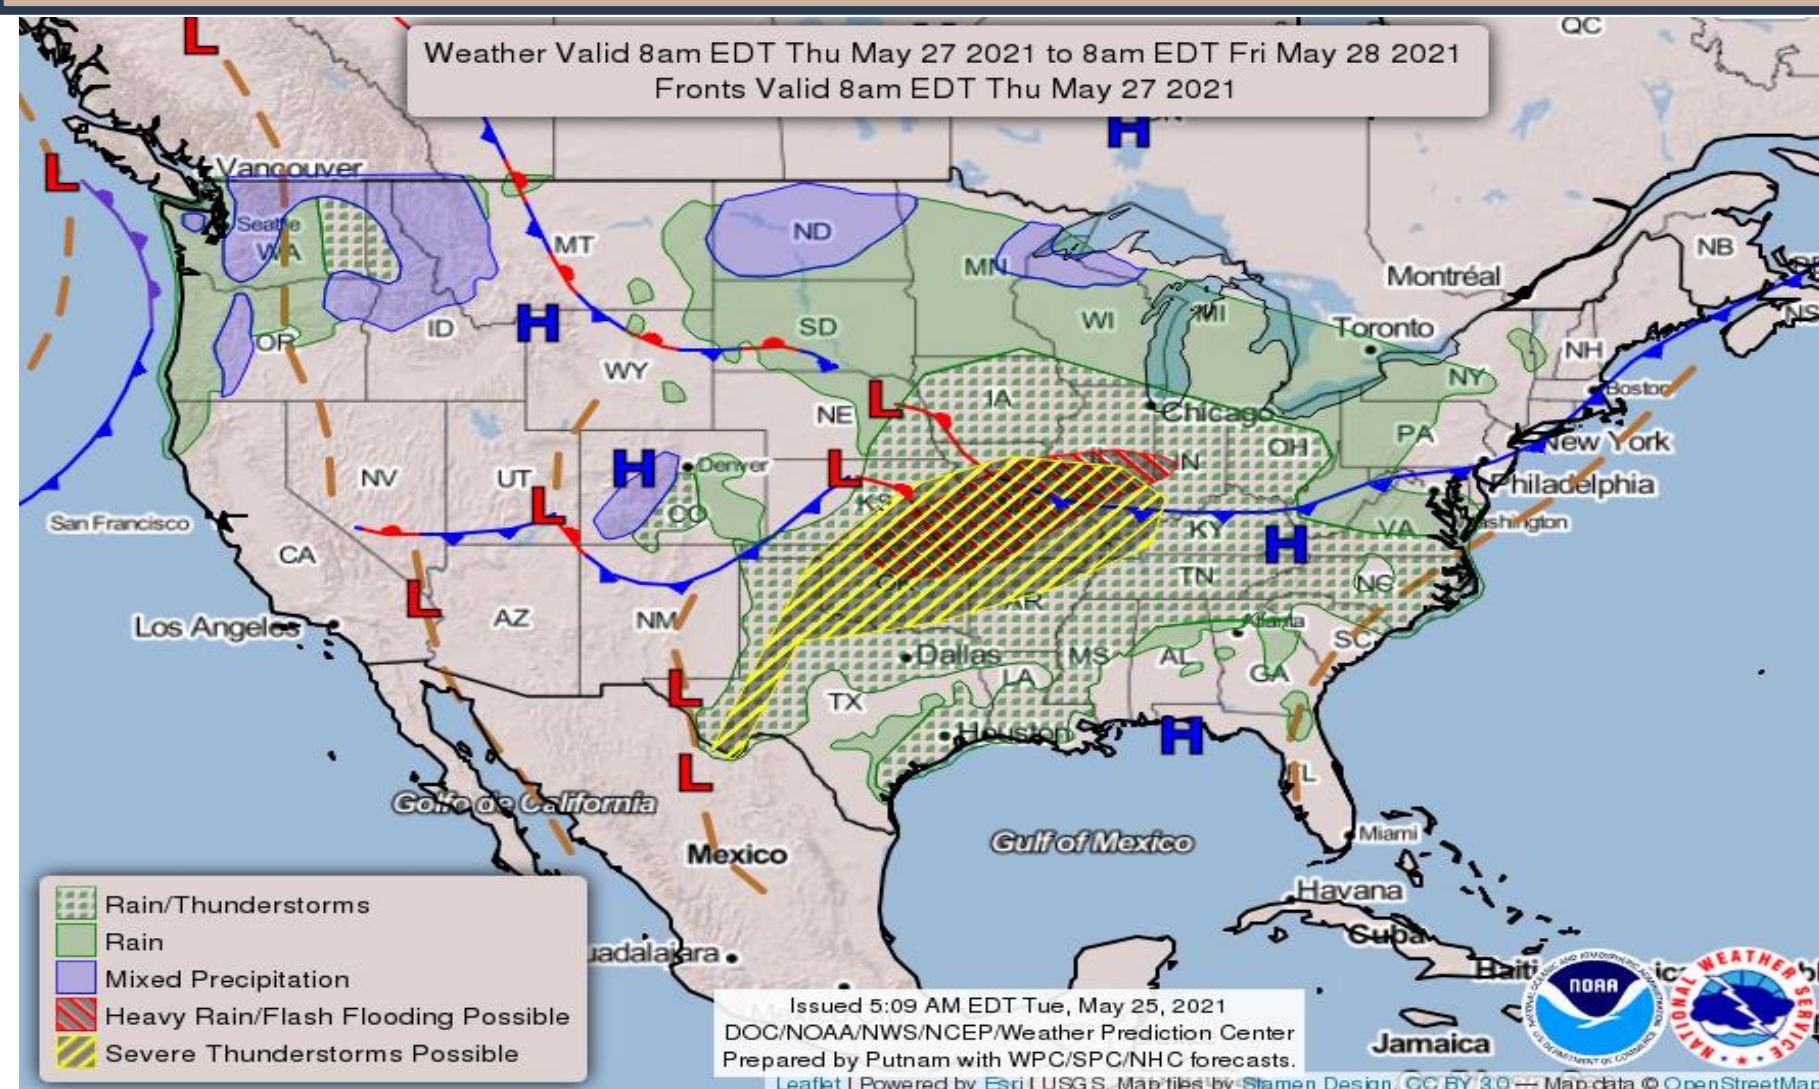 Weather Valid 8am EDT Thu May 27 2021 to 8am EDT Fri May 28 2021
Fronts Valid 8am EDT Thu May 27 2021
QC
L
H
L
Vancouver
Seattle
WA
MT
ND
MN
NB
Montréal
H
ID
SD
WI
MI
Toronto
NS
OR
WY
NH
L
IA
NY
Boston
NE
Chicago
OH
PA
New York
H
Denver
L
IN
NV
UT
L
KS
Philadelphia
San Francisco
CO
KY
VA
ashington
CA
H
L
AZ
NM
TN
NC
AR
Los Angeles
Atlanta
SC
Dallas
MS
AL
GA
L
TX
LA
Houston
H
L
FL
Golfo de California
Gulf of Mexico
Miami
Mexico
Havana
Cuba
Rain/Thunderstorms
Rain
Mixed Precipitation
Heavy Rain/Flash Flooding Possible
Severe Thunderstorms Possible
uadalajara
Haiti
Jamaica
NOAA
NATIONAL WEATHER SERVICE
Issued 5:09 AM EDT Tue, May 25, 2021
DOC/NOAA/NWS/NCEP/Weather Prediction Center
Prepared by Putnam with WPC/SPC/NHC forecasts.
Leaflet | Powered by Esri | USGS, Map tiles by Stamen Design, CC BY 3.0 — Map data © OpenStreetMap